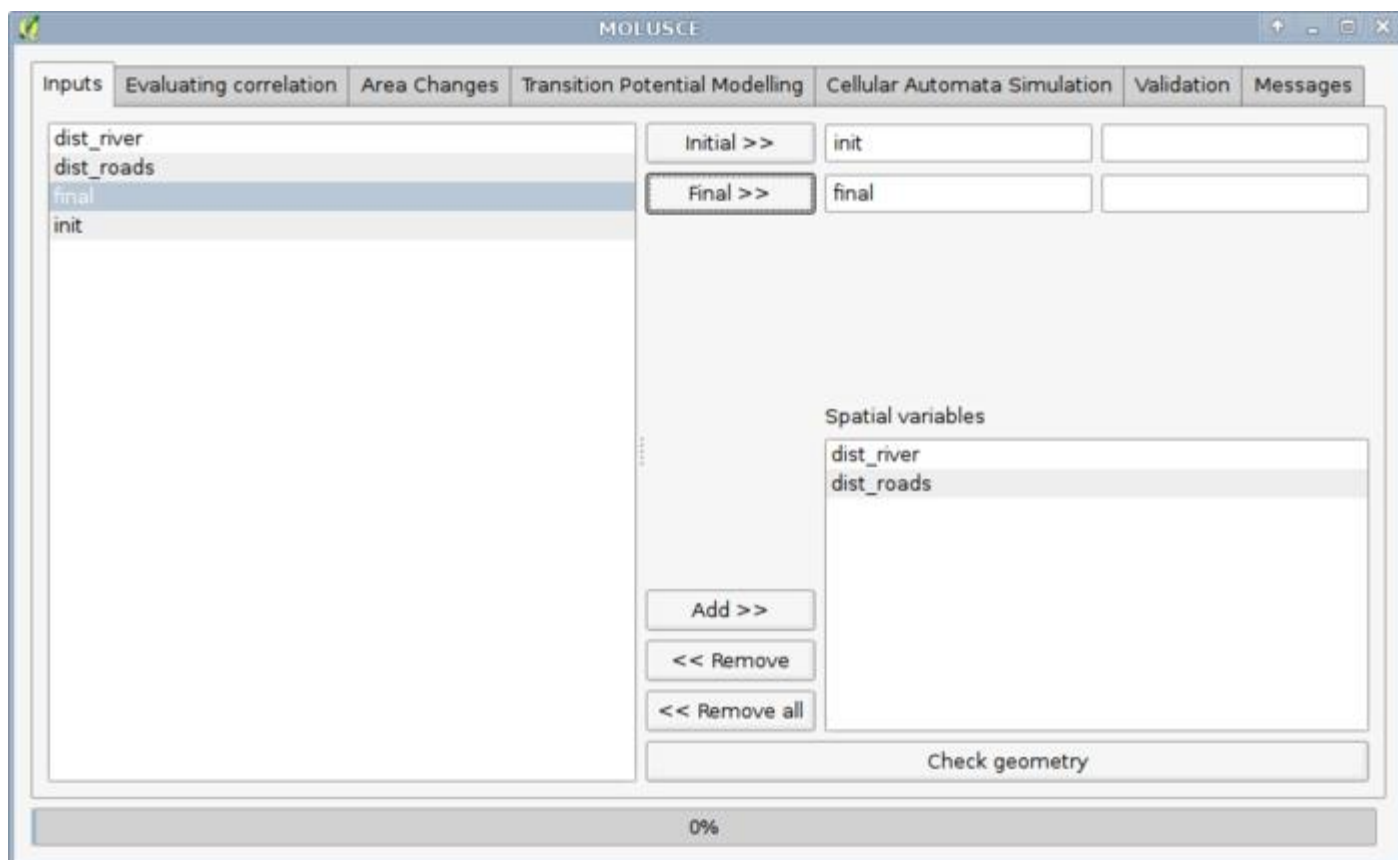 MOLUSCE
Inputs Evaluating correlation Area Changes Transition Potential Modelling Cellular Automata Simulation Validation Messages
dist_river
dist_roads
final
init
Initial >> init
Final >> final
Spatial variables
dist_river
dist_roads
Add >>
<< Remove
<< Remove all
Check geometry
0%